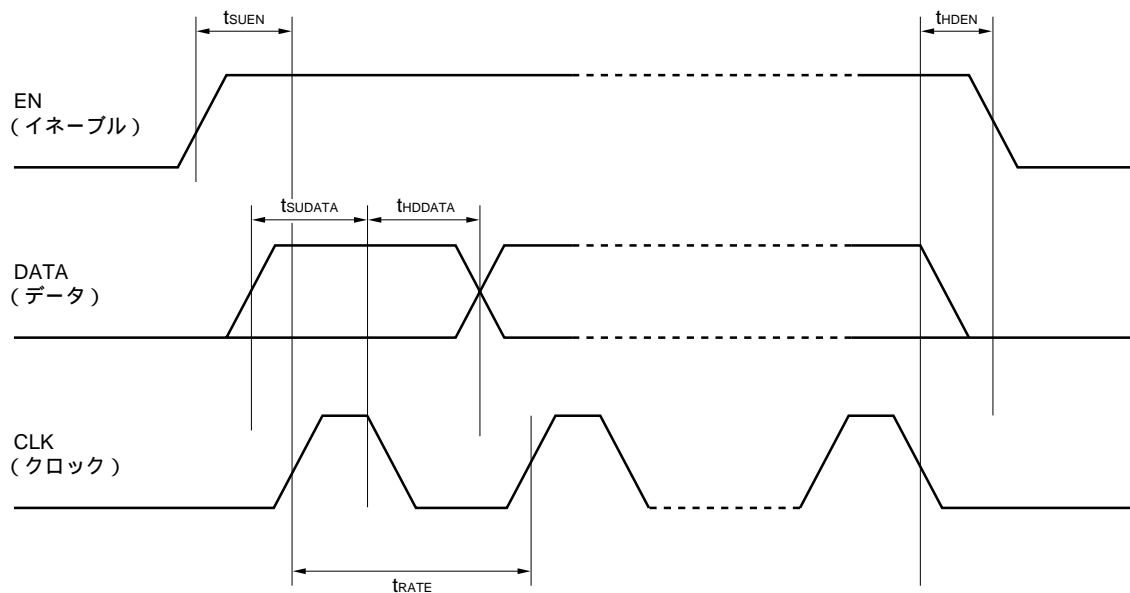 tSUEN
tHDEN
EN
（イネーブル）
tSUDATA
tHDDATA
DATA
（データ）
CLK
（クロック）
tRATE